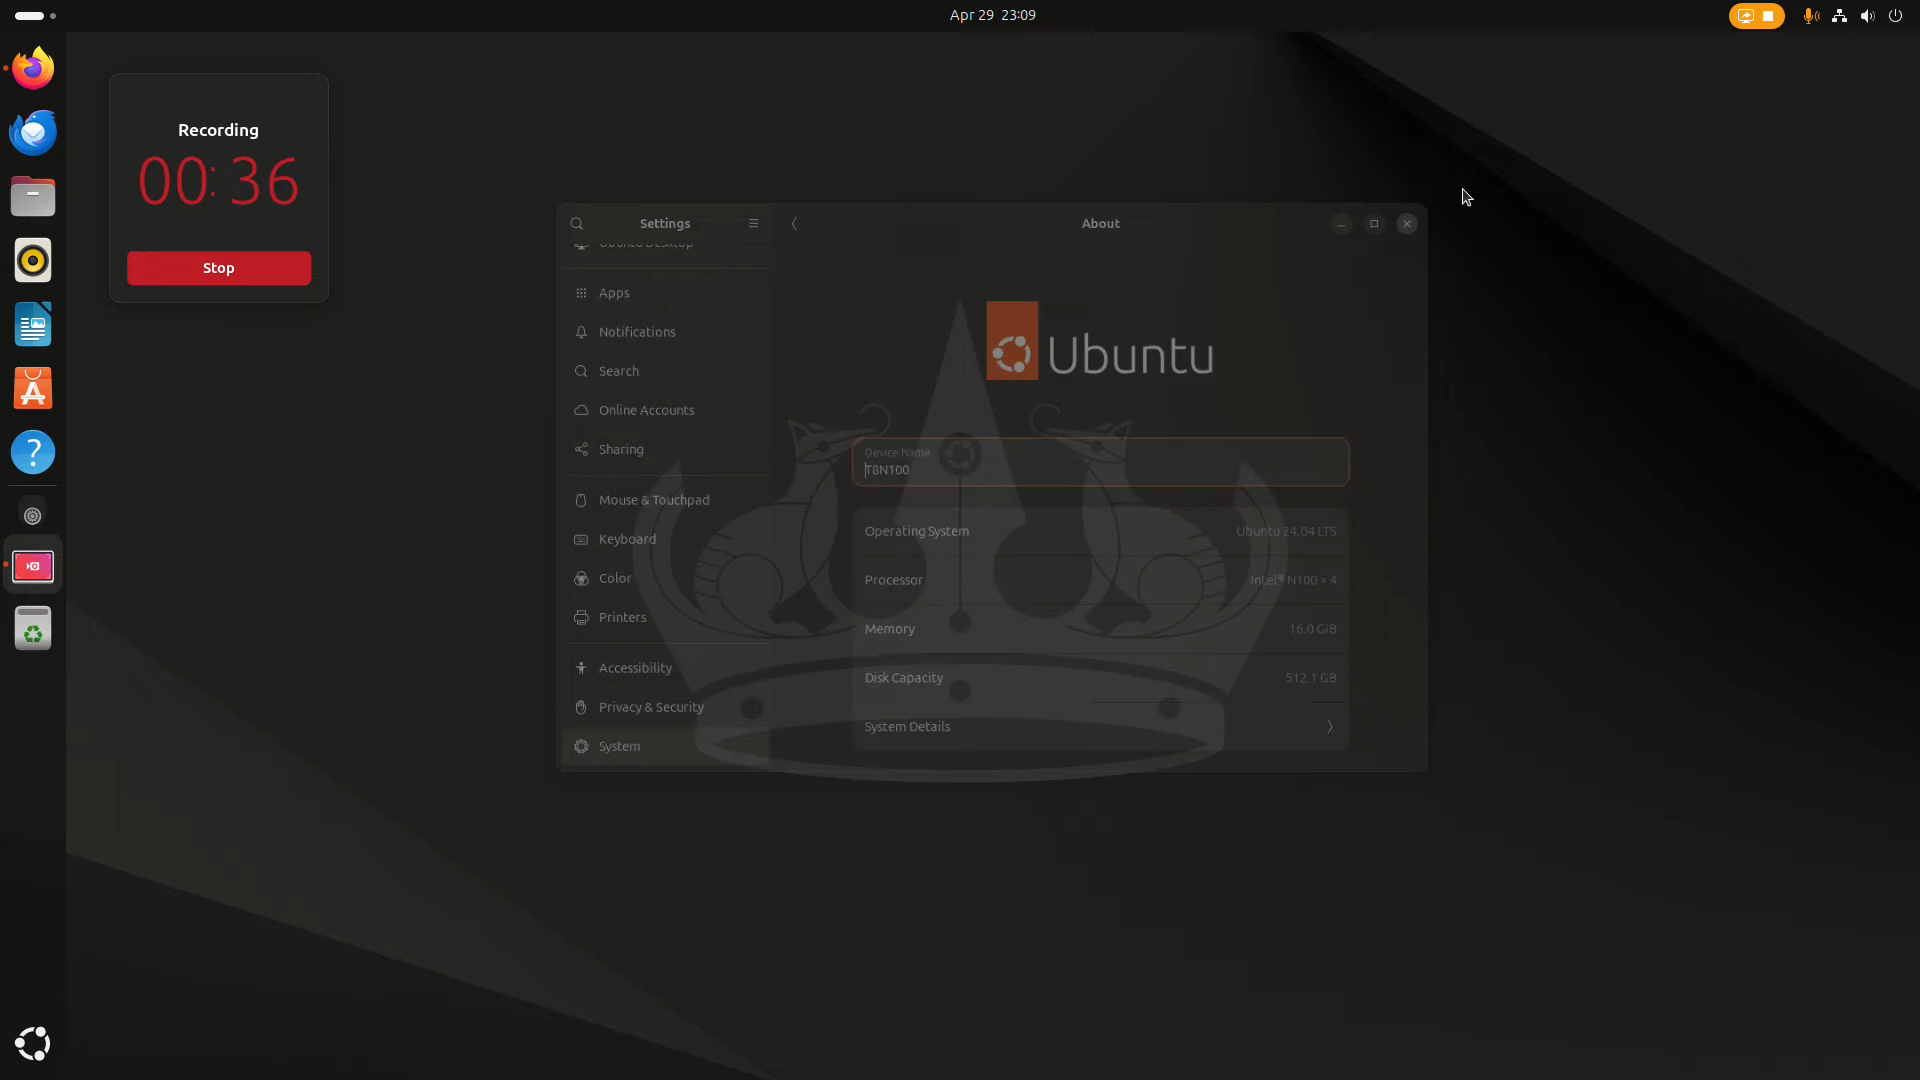 Apr 29 23:09
Recording
00:36
Stop
Settings
About
Ubuntu Desktop
Apps
Notifications
Search
Online Accounts
Sharing
Mouse & Touchpad
Keyboard
Color
Printers
Accessibility
Privacy & Security
System
Ubuntu
Device Name
T8N100
Operating System Ubuntu 24.04 LTS
Processor Intel® N100 × 4
Memory 16.0 GiB
Disk Capacity 512.1 GB
System Details